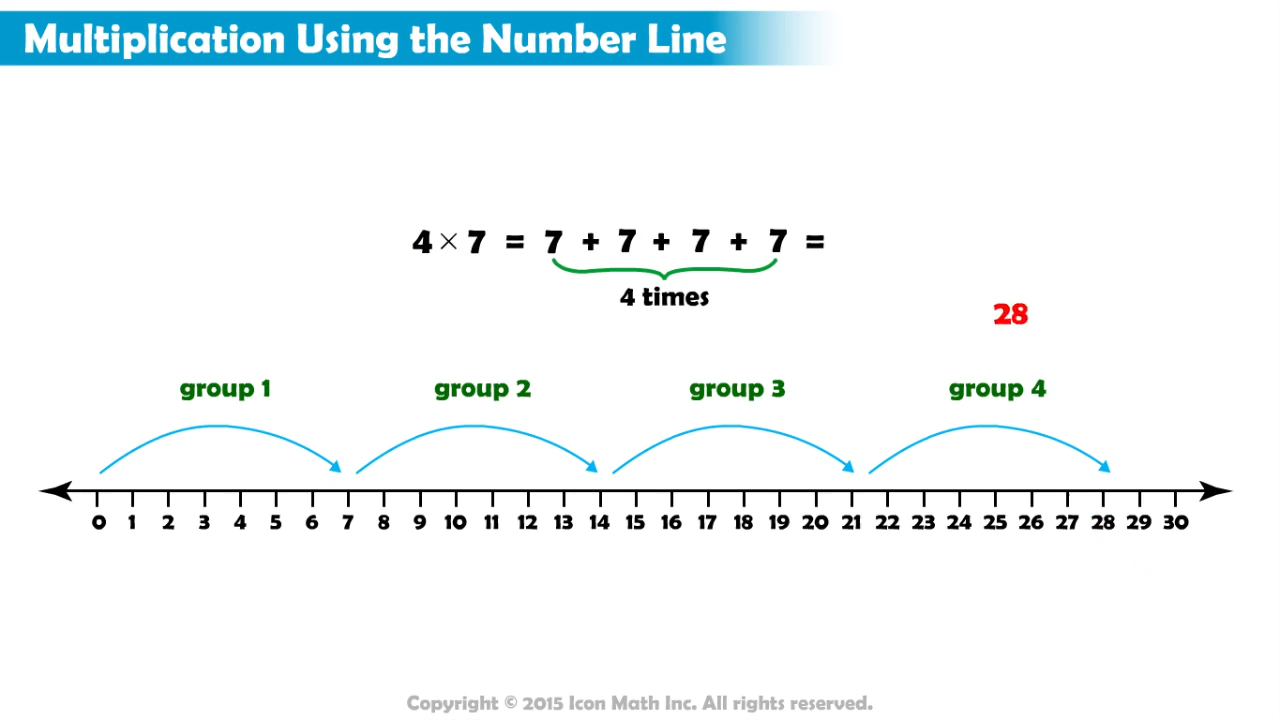 Multiplication Using the Number Line
4 × 7 = 7 + 7 + 7 + 7 =
4 times
28
group 1 group 2 group 3 group 4
0 1 2 3 4 5 6 7 8 9 10 11 12 13 14 15 16 17 18 19 20 21 22 23 24 25 26 27 28 29 30
Copyright © 2015 Icon Math Inc. All rights reserved.